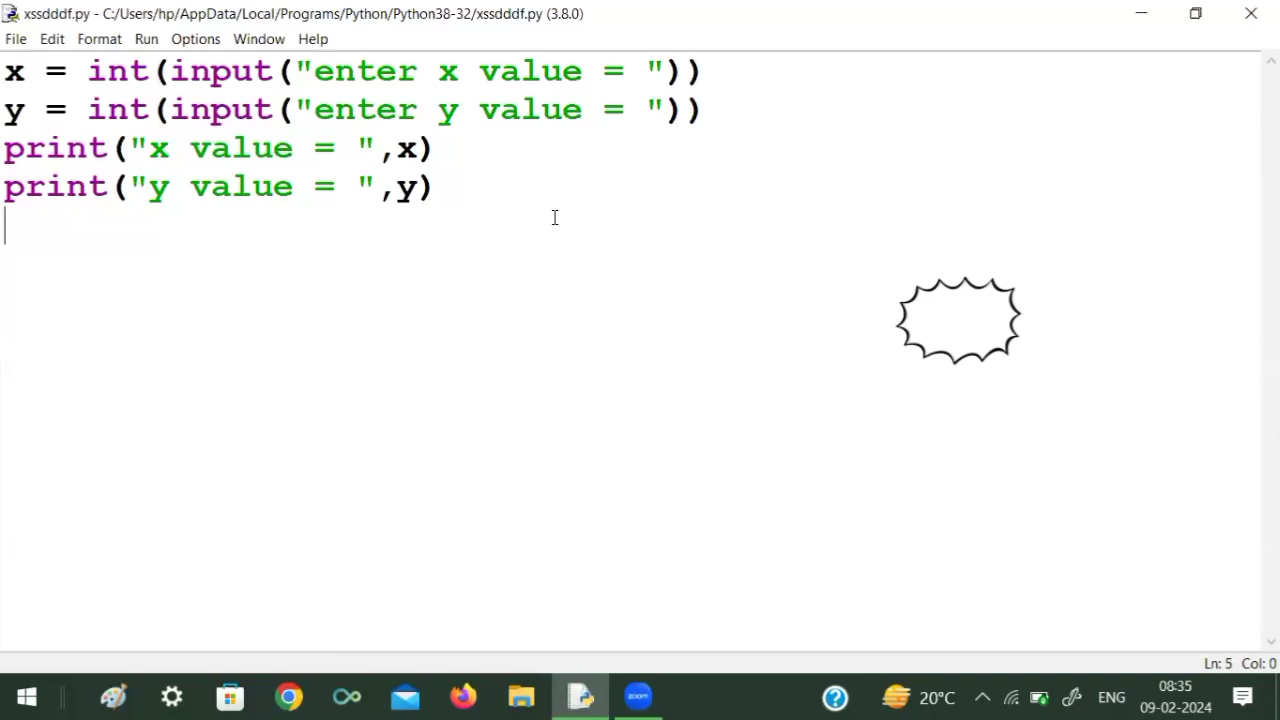 xssdddf.py - C:/Users/hp/AppData/Local/Programs/Python/Python38-32/xssdddf.py (3.8.0)
File Edit Format Run Options Window Help
x = int(input("enter x value = "))
y = int(input("enter y value = "))
print("x value = ",x)
print("y value = ",y)
Ln: 5 Col: 0
zoom
20°C
ENG
08:35
09-02-2024